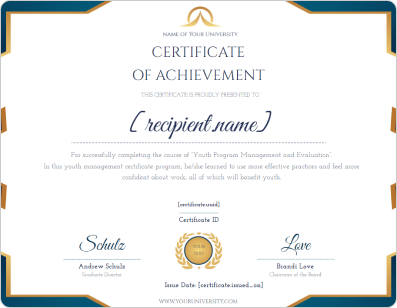 NAME OF YOUR UNIVERSITY
CERTIFICATE
OF ACHIEVEMENT
THIS CERTIFICATE IS PROUDLY PRESENTED TO
[ recipient.name ]
For successfully completing the course of "Youth Program Management and Evaluation".
In this youth management certificate program, he/she learned to use more effective practices and feel more
confident about work, all of which will benefit youth.
[certificate.uuid]
Certificate ID
Schulz
Love
YOUR
Andrew Schulz
Brandi Love
Graduate Director
Chairman of the Board
Issue Date: [certificate.issued_on]
WWW.YOURUNIVERSITY.COM